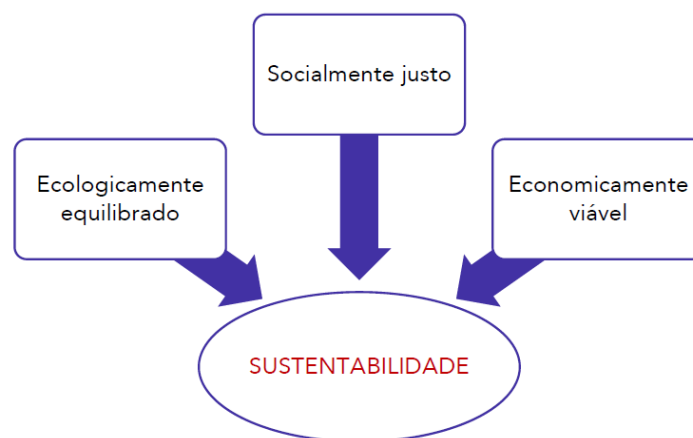 Socialmente justo
Ecologicamente
equilibrado
Economicamente
viável
SUSTENTABILIDADE